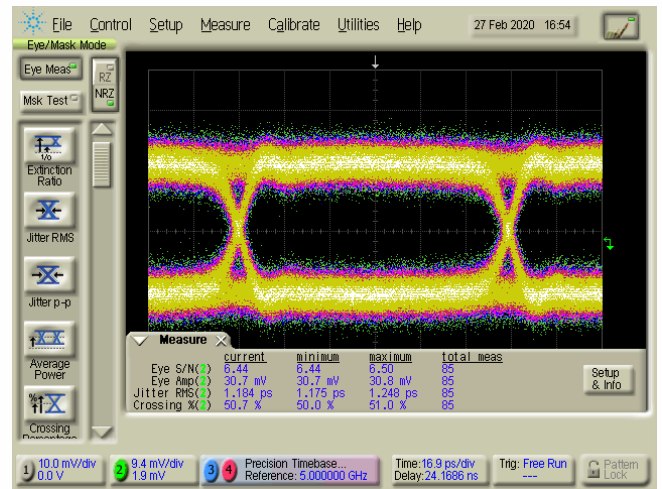 File Control Setup Measure Calibrate Utilities Help 27 Feb 2020 16:54
Eye/Mask Mode
Eye Meas
RZ
Msk Test
NRZ
1/0
Extinction
Ratio
Jitter RMS
Jitter p-p
Average
Power
%
Crossing
Percentage
Measure
current minimum maximum total meas
Eye S/N(2) 6.44 6.44 6.50 85
Eye Amp(2) 30.7 mV 30.7 mV 30.8 mV 85
Jitter RMS(2) 1.184 ps 1.175 ps 1.248 ps 85
Crossing %(2) 50.7 % 50.0 % 51.0 % 85
Setup
& Info
1 10.0 mV/div
0.0 V
2 9.4 mV/div
1.9 mV
3 4 Precision Timebase...
Reference: 5.000000 GHz
Time:16.9 ps/div
Delay:24.1686 ns
Trig: Free Run
---
Pattern
Lock